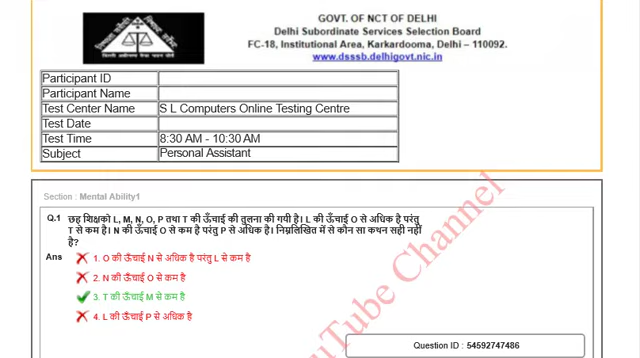 GOVT. OF NCT OF DELHI
Delhi Subordinate Services Selection Board
FC-18, Institutional Area, Karkardooma, Delhi – 110092.
www.dsssb.delhigovt.nic.in
Participant ID
Participant Name
Test Center Name S L Computers Online Testing Centre
Test Date
Test Time 8:30 AM - 10:30 AM
Subject Personal Assistant
Section : Mental Ability1
Q.1 छह शिक्षको L, M, N, O, P तथा T की ऊँचाई की तुलना की गयी है। L की ऊँचाई O से अधिक है परंतु
T से कम है। N की ऊँचाई O से कम है परंतु P से अधिक है। निम्नलिखित में से कौन सा कथन सही नहीं
है?
Ans 1. O की ऊँचाई N से अधिक है परंतु L से कम है
2. N की ऊँचाई O से कम है
3. T की ऊँचाई M से कम है
4. L की ऊँचाई P से अधिक है
Question ID : 54592747486
uTube Channel